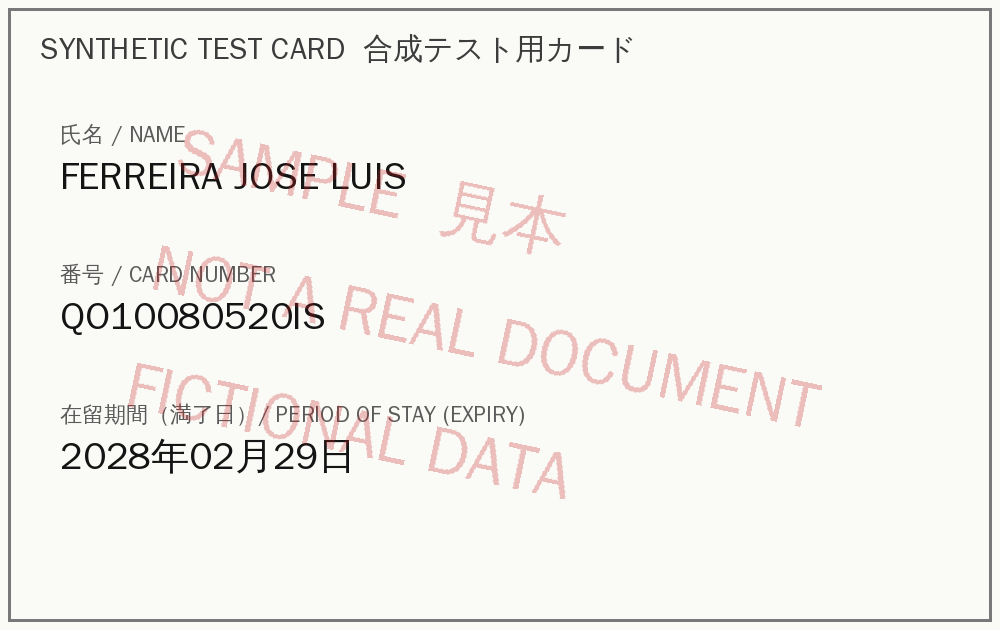 SYNTHETIC TEST CARD 合成テスト用カード
氏名 / NAME
FERREIRA JOSE LUIS
SAMPLE 見本
番号 / CARD NUMBER
QO10080520IS
NOT A REAL DOCUMENT
在留期間（満了日）/ PERIOD OF STAY (EXPIRY)
2028年02月29日
FICTIONAL DATA